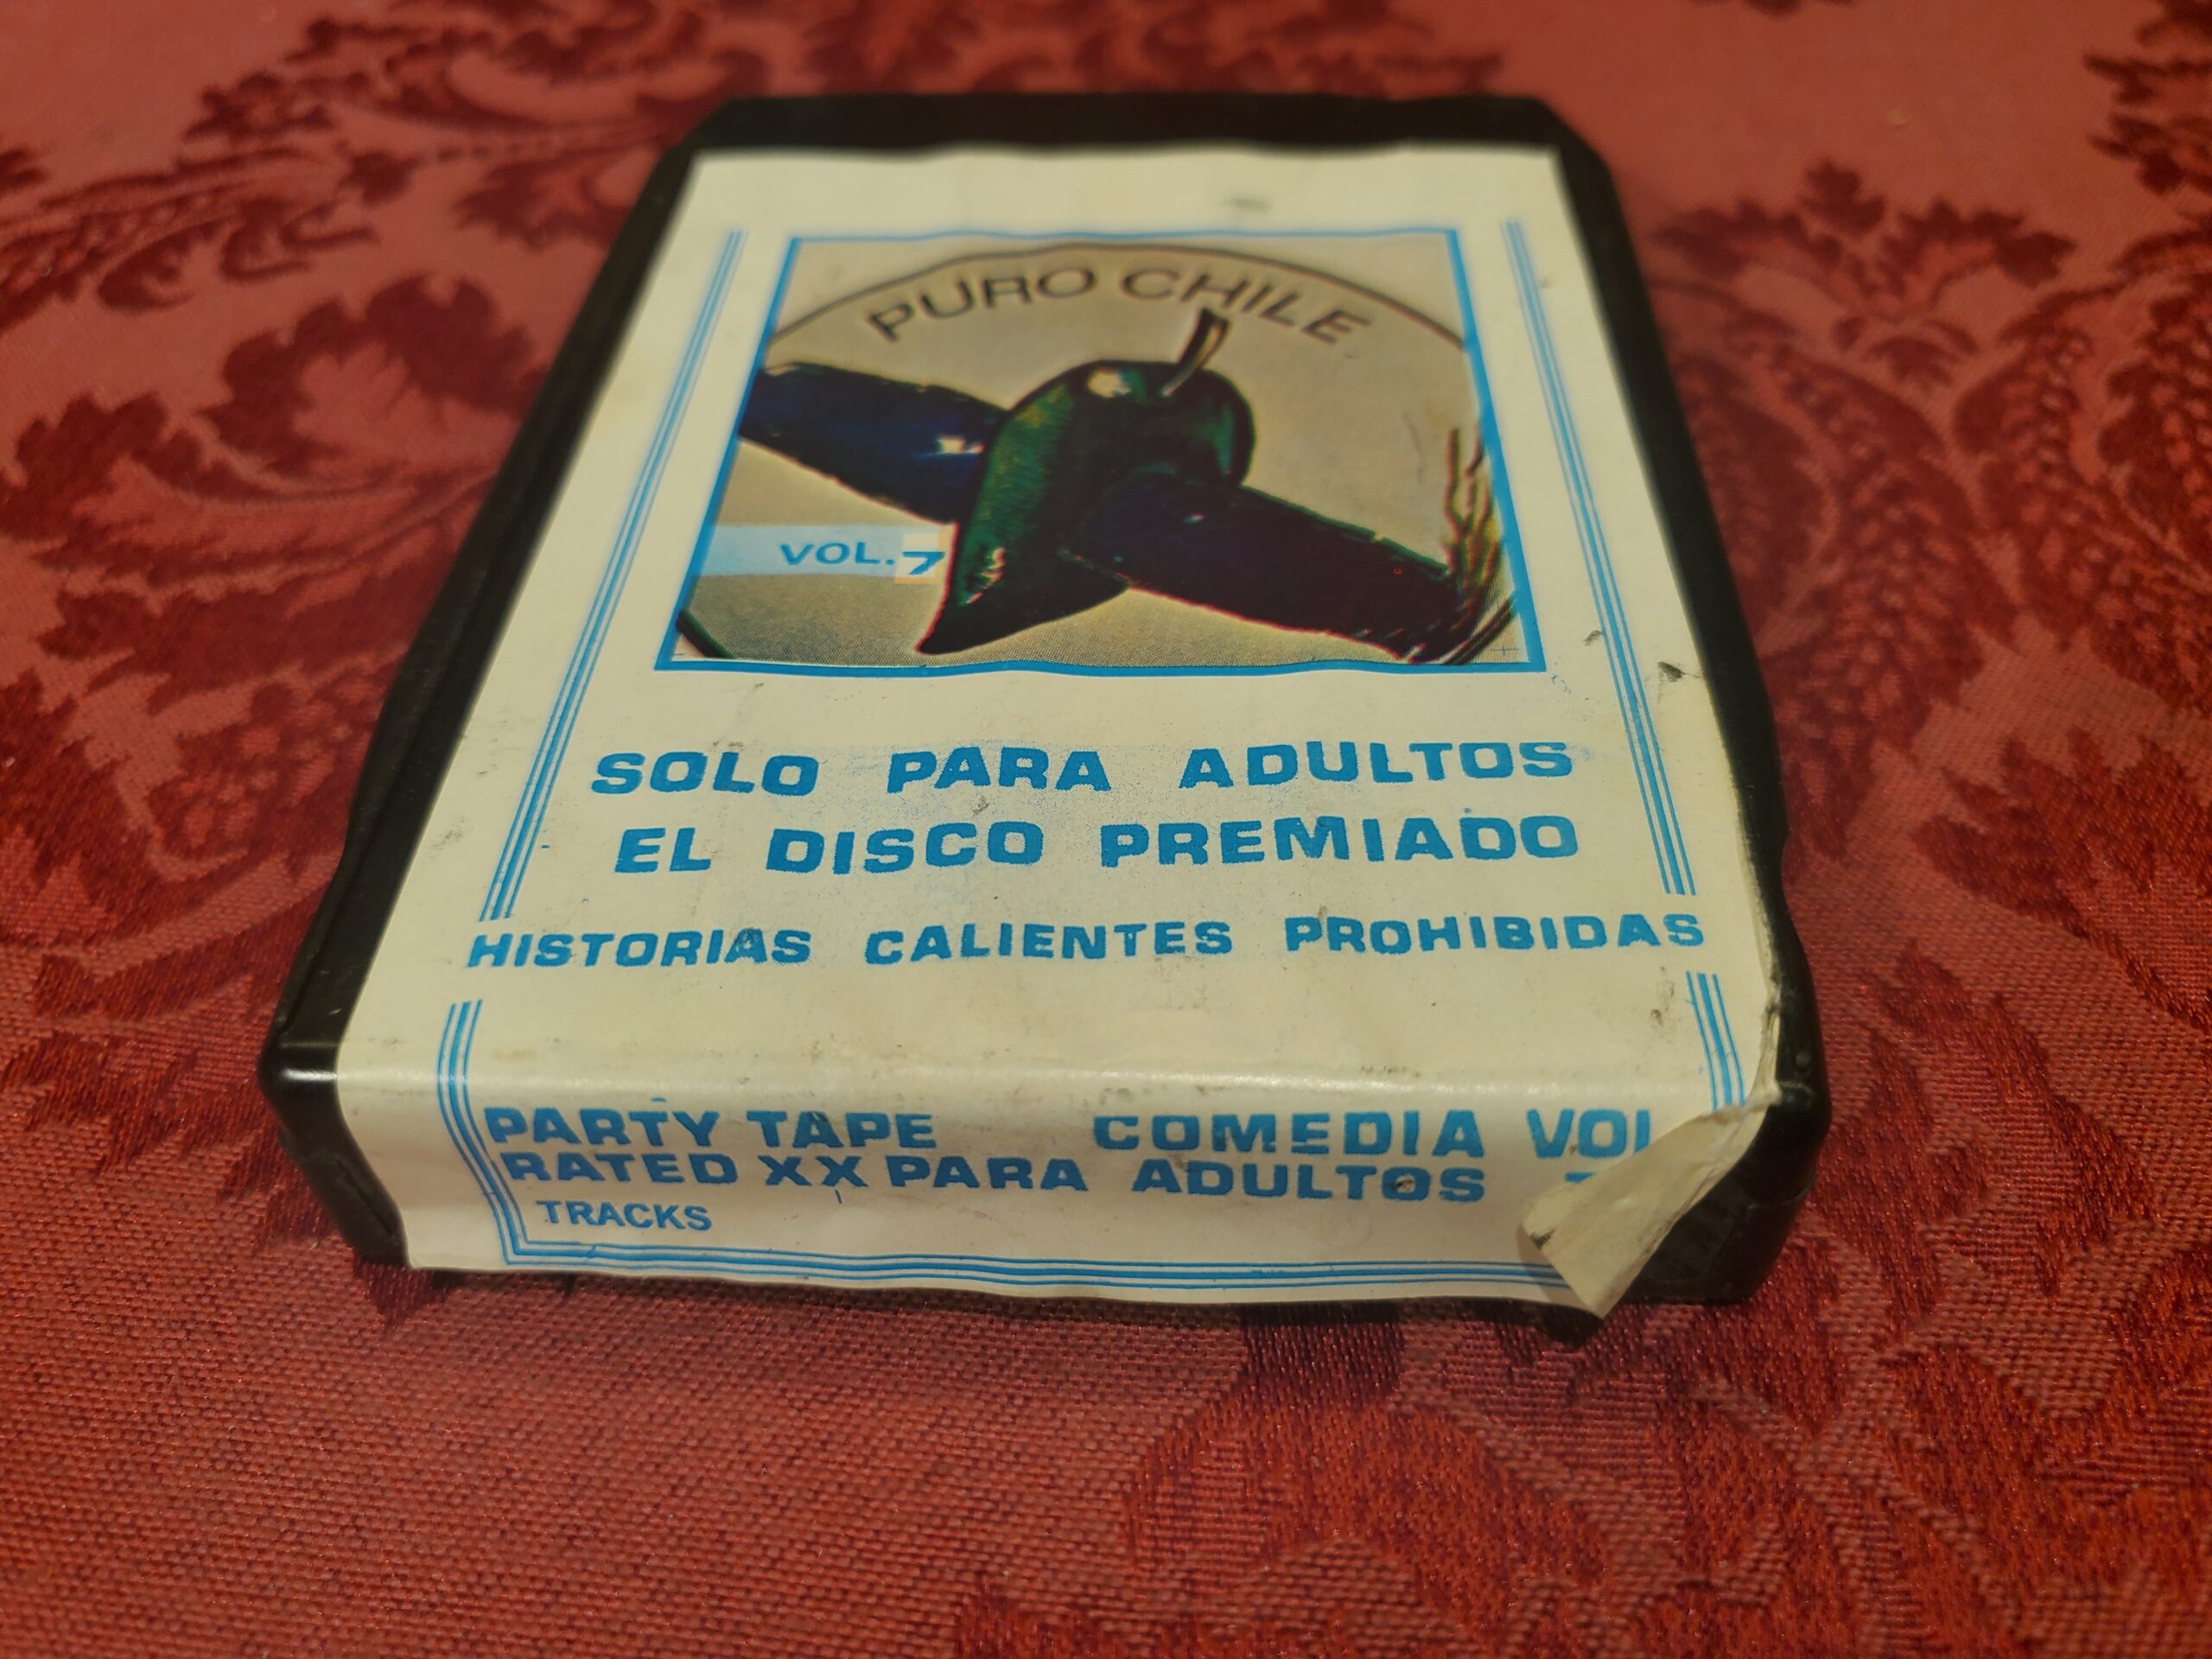 PURO CHILE
VOL. 7
SOLO PARA ADULTOS
EL DISCO PREMIADO
HISTORIAS CALIENTES PROHIBIDAS
PARTY TAPE COMEDIA VOL
RATED XX PARA ADULTOS
TRACKS